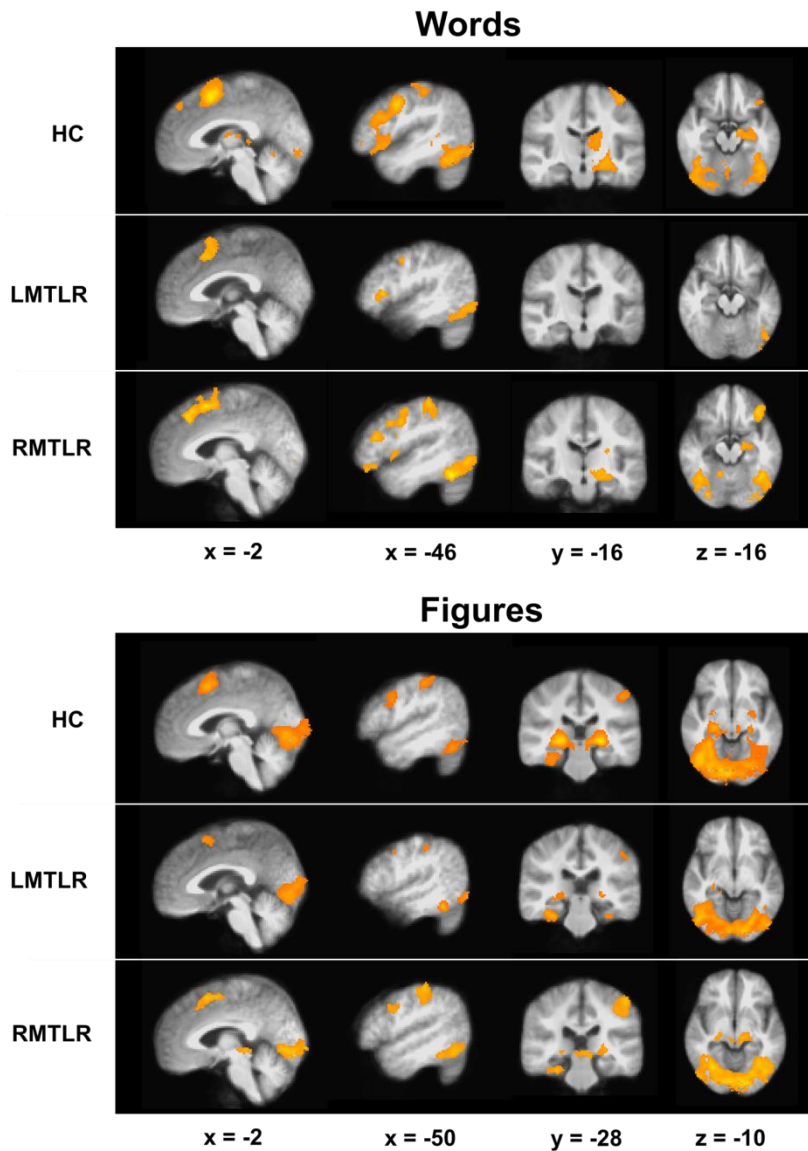 Words
HC
LMTLR
RMTLR
x = -2 x = -46 y = -16 z = -16
Figures
HC
LMTLR
RMTLR
x = -2 x = -50 y = -28 z = -10